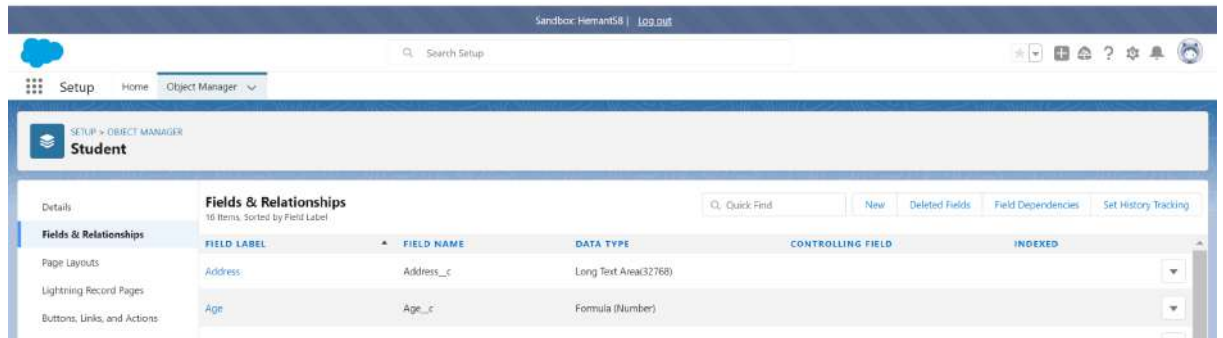 Sandbox: Hemant58 | Log out
Search Setup
Setup Home Object Manager
SETUP > OBJECT MANAGER
Student
Details
Fields & Relationships
Page Layouts
Lightning Record Pages
Buttons, Links, and Actions
Fields & Relationships
16 Items, Sorted by Field Label
Quick Find New Deleted Fields Field Dependencies Set History Tracking
FIELD LABEL FIELD NAME DATA TYPE CONTROLLING FIELD INDEXED
Address Address__c Long Text Area(32768)
Age Age__c Formula (Number)